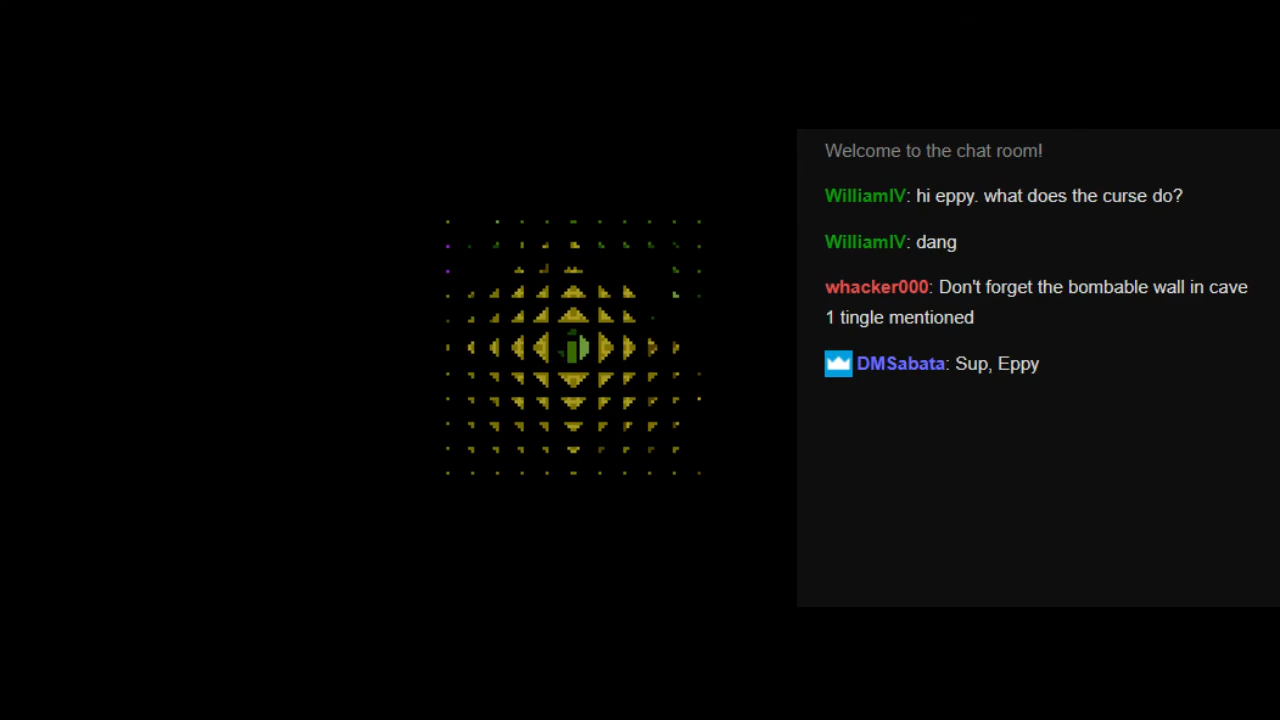 Welcome to the chat room!
WilliamIV: hi eppy. what does the curse do?
WilliamIV: dang
whacker000: Don't forget the bombable wall in cave
1 tingle mentioned
DMSabata: Sup, Eppy